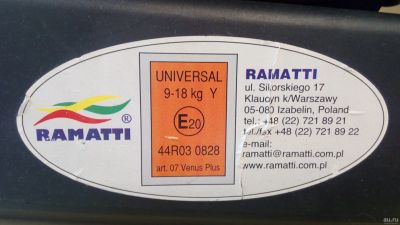 RAMATTI
UNIVERSAL
9-18 kg Y
E20
44R03 0828
art. 07 Venus Plus
RAMATTI
ul. Sikorskiego 17
Klaudyn k/Warszawy
05-080 Izabelin, Poland
tel.: +48 (22) 721 89 21
tel./fax +48 (22) 721 89 22
e-mail:
ramatti@ramatti.com.pl
www.ramatti.com.pl
au.ru